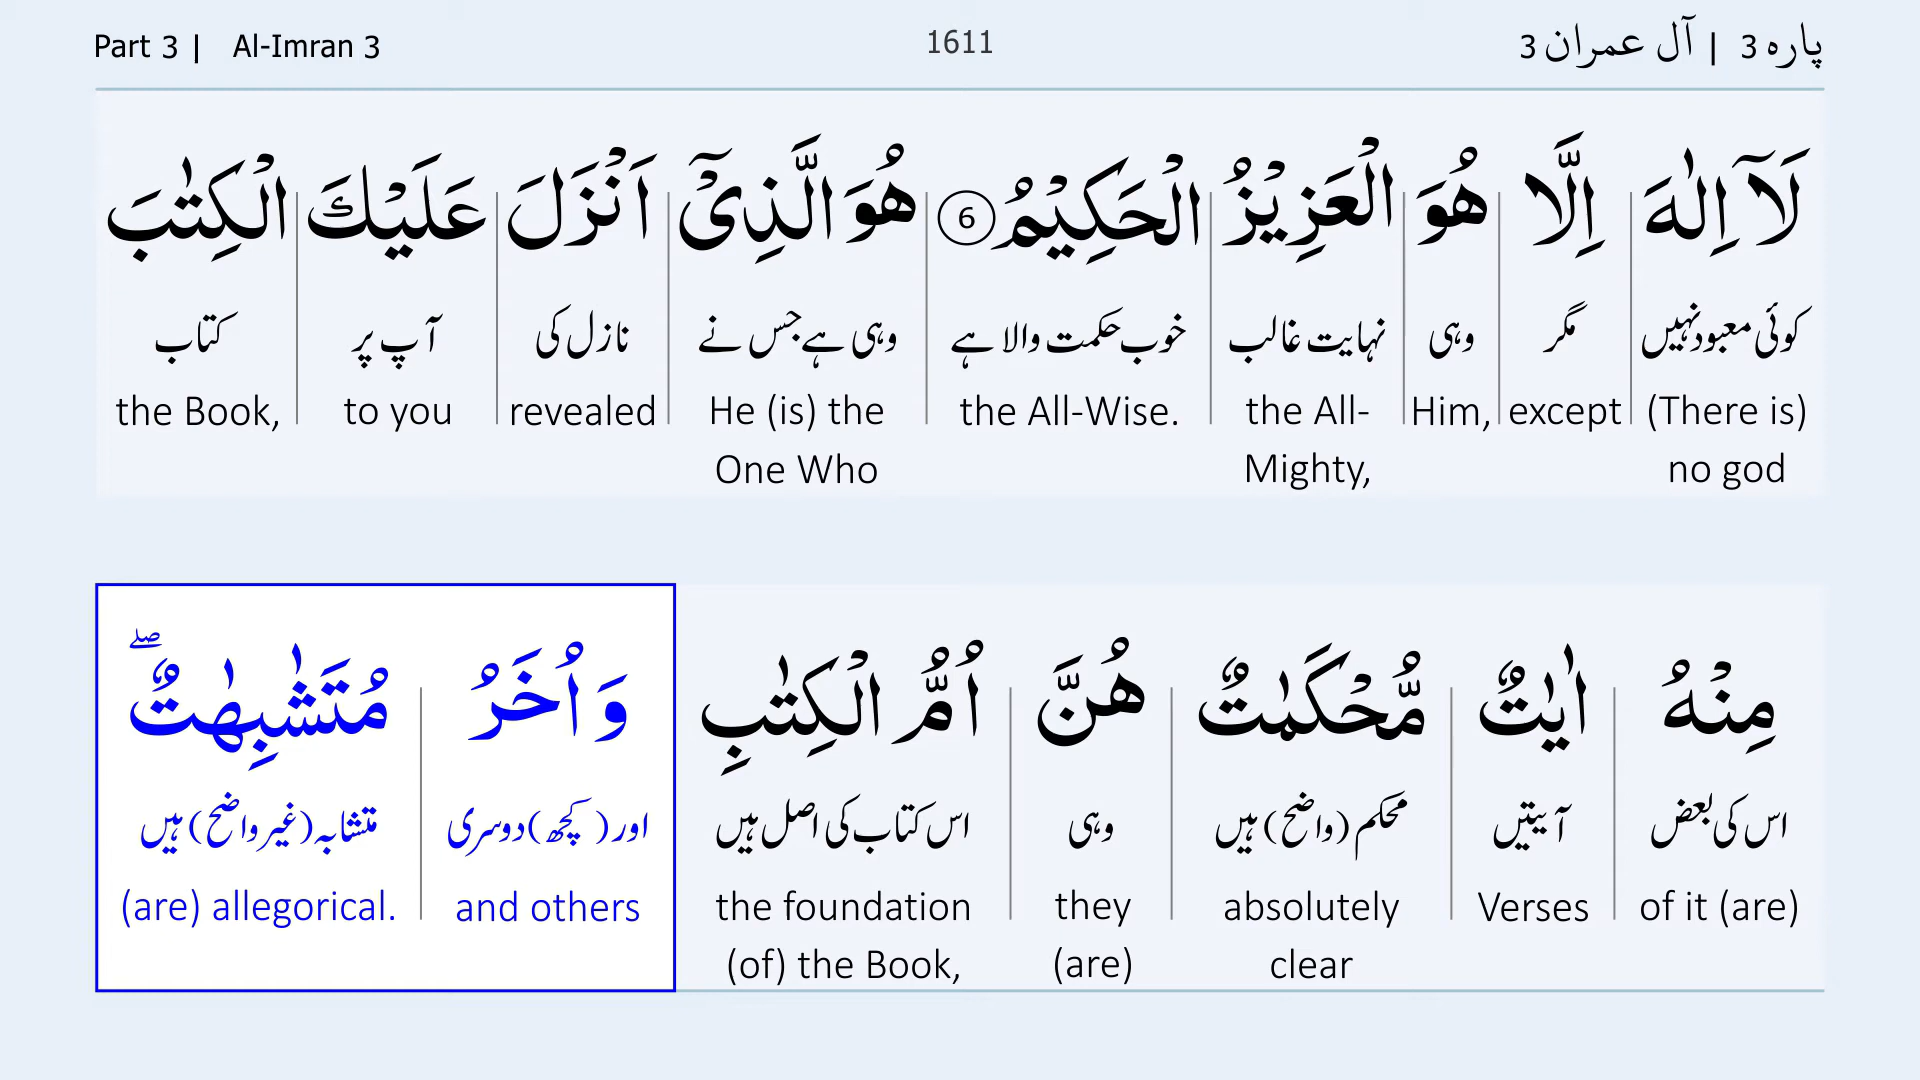 Part 3 | Al-Imran 3
1611
پارہ 3 | آل عمران 3
لَاۤ اِلٰهَ اِلَّا هُوَ الْعَزِیْزُ الْحَكِیْمُ 6 هُوَ الَّذِیْۤ اَنْزَلَ عَلَیْكَ الْكِتٰبَ
کوئی معبود نہیں مگر وہی نہایت غالب خوب حکمت والا ہے وہی ہے جس نے نازل کی آپ پر کتاب
(There is) except Him, the All- the All-Wise. He (is) the revealed to you the Book,
no god Mighty, One Who
مِنْهُ اٰیٰتٌ مُّحْكَمٰتٌ هُنَّ اُمُّ الْكِتٰبِ وَ اُخَرُ مُتَشٰبِهٰتٌ ۖ
اس کی بعض آیتیں محکم (واضح) ہیں وہی اس کتاب کی اصل ہیں اور (کچھ) دوسری متشابہ (غیر واضح) ہیں
of it (are) Verses absolutely they the foundation and others (are) allegorical.
clear (are) (of) the Book,